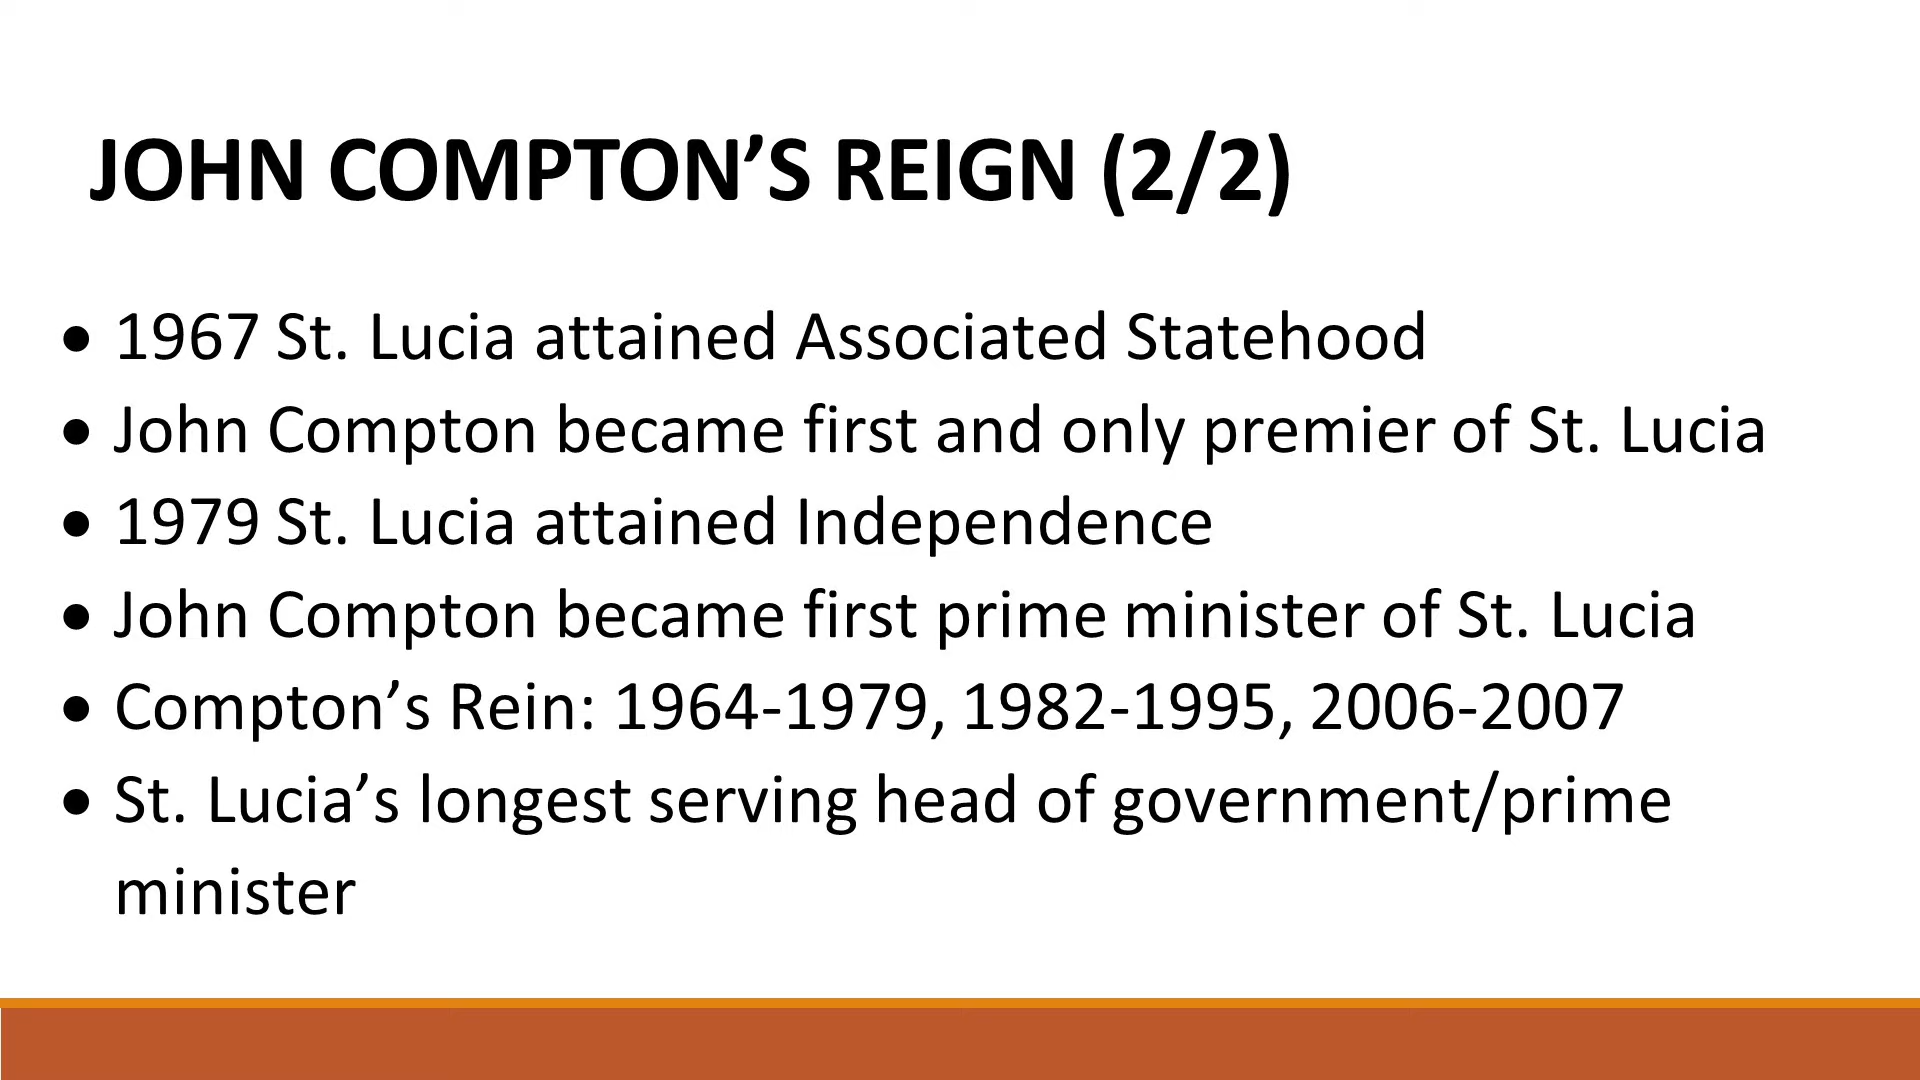 JOHN COMPTON’S REIGN (2/2)
• 1967 St. Lucia attained Associated Statehood
• John Compton became first and only premier of St. Lucia
• 1979 St. Lucia attained Independence
• John Compton became first prime minister of St. Lucia
• Compton’s Rein: 1964-1979, 1982-1995, 2006-2007
• St. Lucia’s longest serving head of government/prime
minister